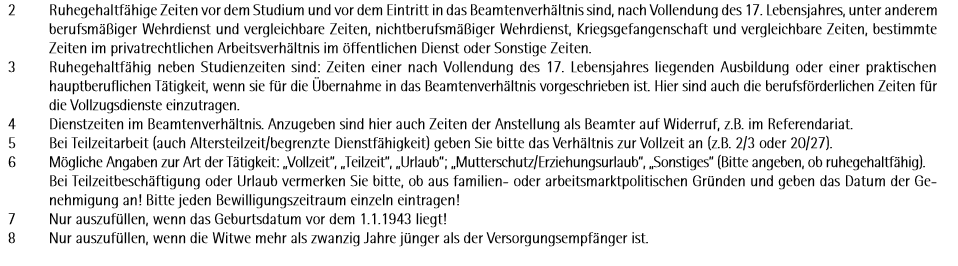 2 Ruhegehaltfähige Zeiten vor dem Studium und vor dem Eintritt in das Beamtenverhältnis sind, nach Vollendung des 17. Lebensjahres, unter anderem
berufsmäßiger Wehrdienst und vergleichbare Zeiten, nichtberufsmäßiger Wehrdienst, Kriegsgefangenschaft und vergleichbare Zeiten, bestimmte
Zeiten im privatrechtlichen Arbeitsverhältnis im öffentlichen Dienst oder Sonstige Zeiten.
3 Ruhegehaltfähig neben Studienzeiten sind: Zeiten einer nach Vollendung des 17. Lebensjahres liegenden Ausbildung oder einer praktischen
hauptberuflichen Tätigkeit, wenn sie für die Übernahme in das Beamtenverhältnis vorgeschrieben ist. Hier sind auch die berufsförderlichen Zeiten für
die Vollzugsdienste einzutragen.
4 Dienstzeiten im Beamtenverhältnis. Anzugeben sind hier auch Zeiten der Anstellung als Beamter auf Widerruf, z.B. im Referendariat.
5 Bei Teilzeitarbeit (auch Altersteilzeit/begrenzte Dienstfähigkeit) geben Sie bitte das Verhältnis zur Vollzeit an (z.B. 2/3 oder 20/27).
6 Mögliche Angaben zur Art der Tätigkeit: „Vollzeit", „Teilzeit", „Urlaub"; „Mutterschutz/Erziehungsurlaub", „Sonstiges" (Bitte angeben, ob ruhegehaltfähig).
Bei Teilzeitbeschäftigung oder Urlaub vermerken Sie bitte, ob aus familien- oder arbeitsmarktpolitischen Gründen und geben das Datum der Ge-
nehmigung an! Bitte jeden Bewilligungszeitraum einzeln eintragen!
7 Nur auszufüllen, wenn das Geburtsdatum vor dem 1.1.1943 liegt!
8 Nur auszufüllen, wenn die Witwe mehr als zwanzig Jahre jünger als der Versorgungsempfänger ist.